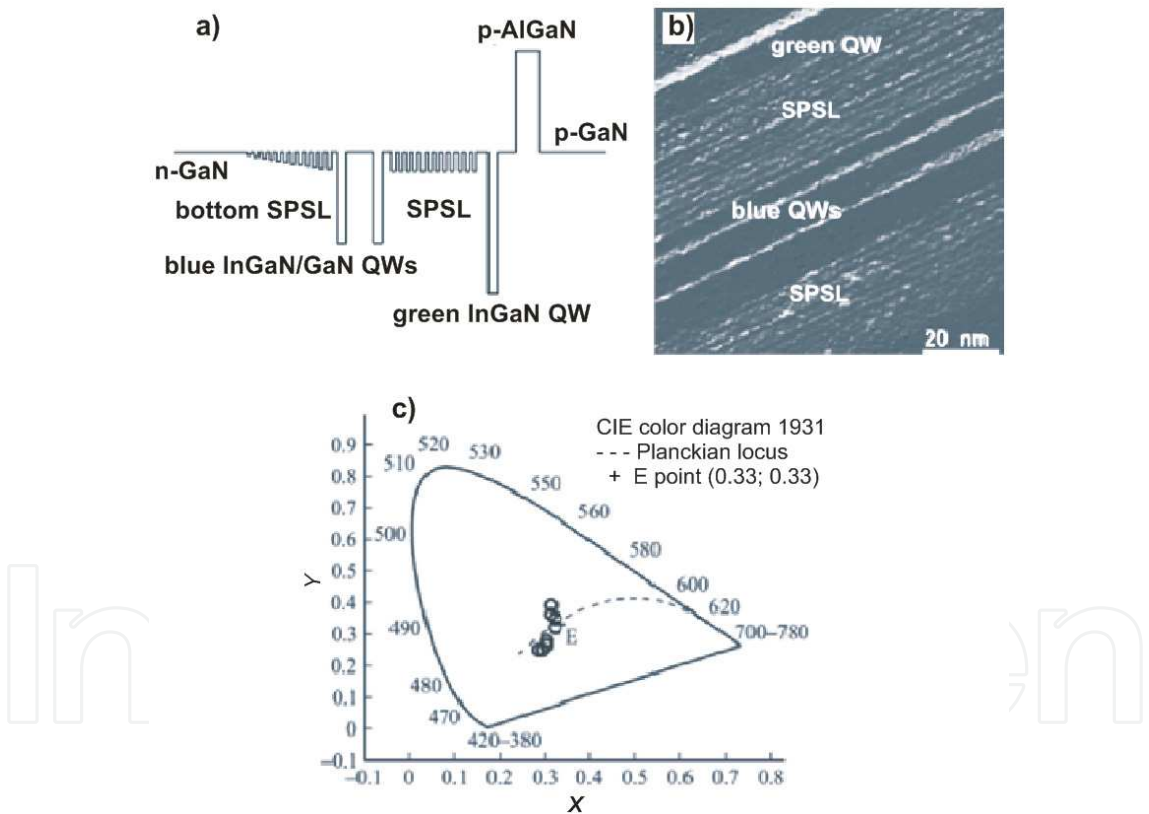 a)
p-AlGaN
p-GaN
n-GaN
bottom SPSL
SPSL
blue InGaN/GaN QWs
green InGaN QW
b)
green QW
SPSL
blue QWs
SPSL
20 nm
c)
CIE color diagram 1931
--- Planckian locus
+ E point (0.33; 0.33)
Y
0.9
0.8
0.7
0.6
0.5
0.4
0.3
0.2
0.1
0
–0.1
520
530
510
550
560
500
580
600
620
490
E
700–780
480
470
420–380
–0.1 0 0.1 0.2 0.3 0.4 0.5 0.6 0.7 0.8
X
In
en